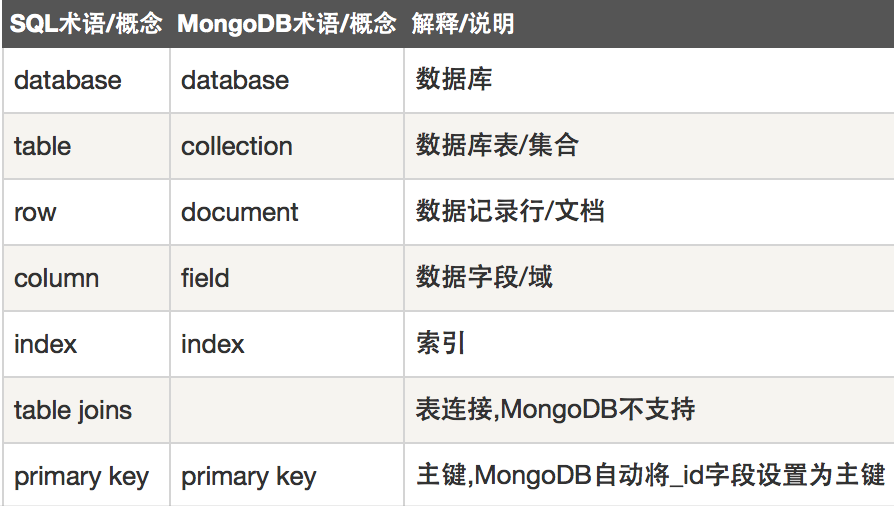 SQL术语/概念 MongoDB术语/概念 解释/说明
database database 数据库
table collection 数据库表/集合
row document 数据记录行/文档
column field 数据字段/域
index index 索引
table joins 表连接,MongoDB不支持
primary key primary key 主键,MongoDB自动将_id字段设置为主键